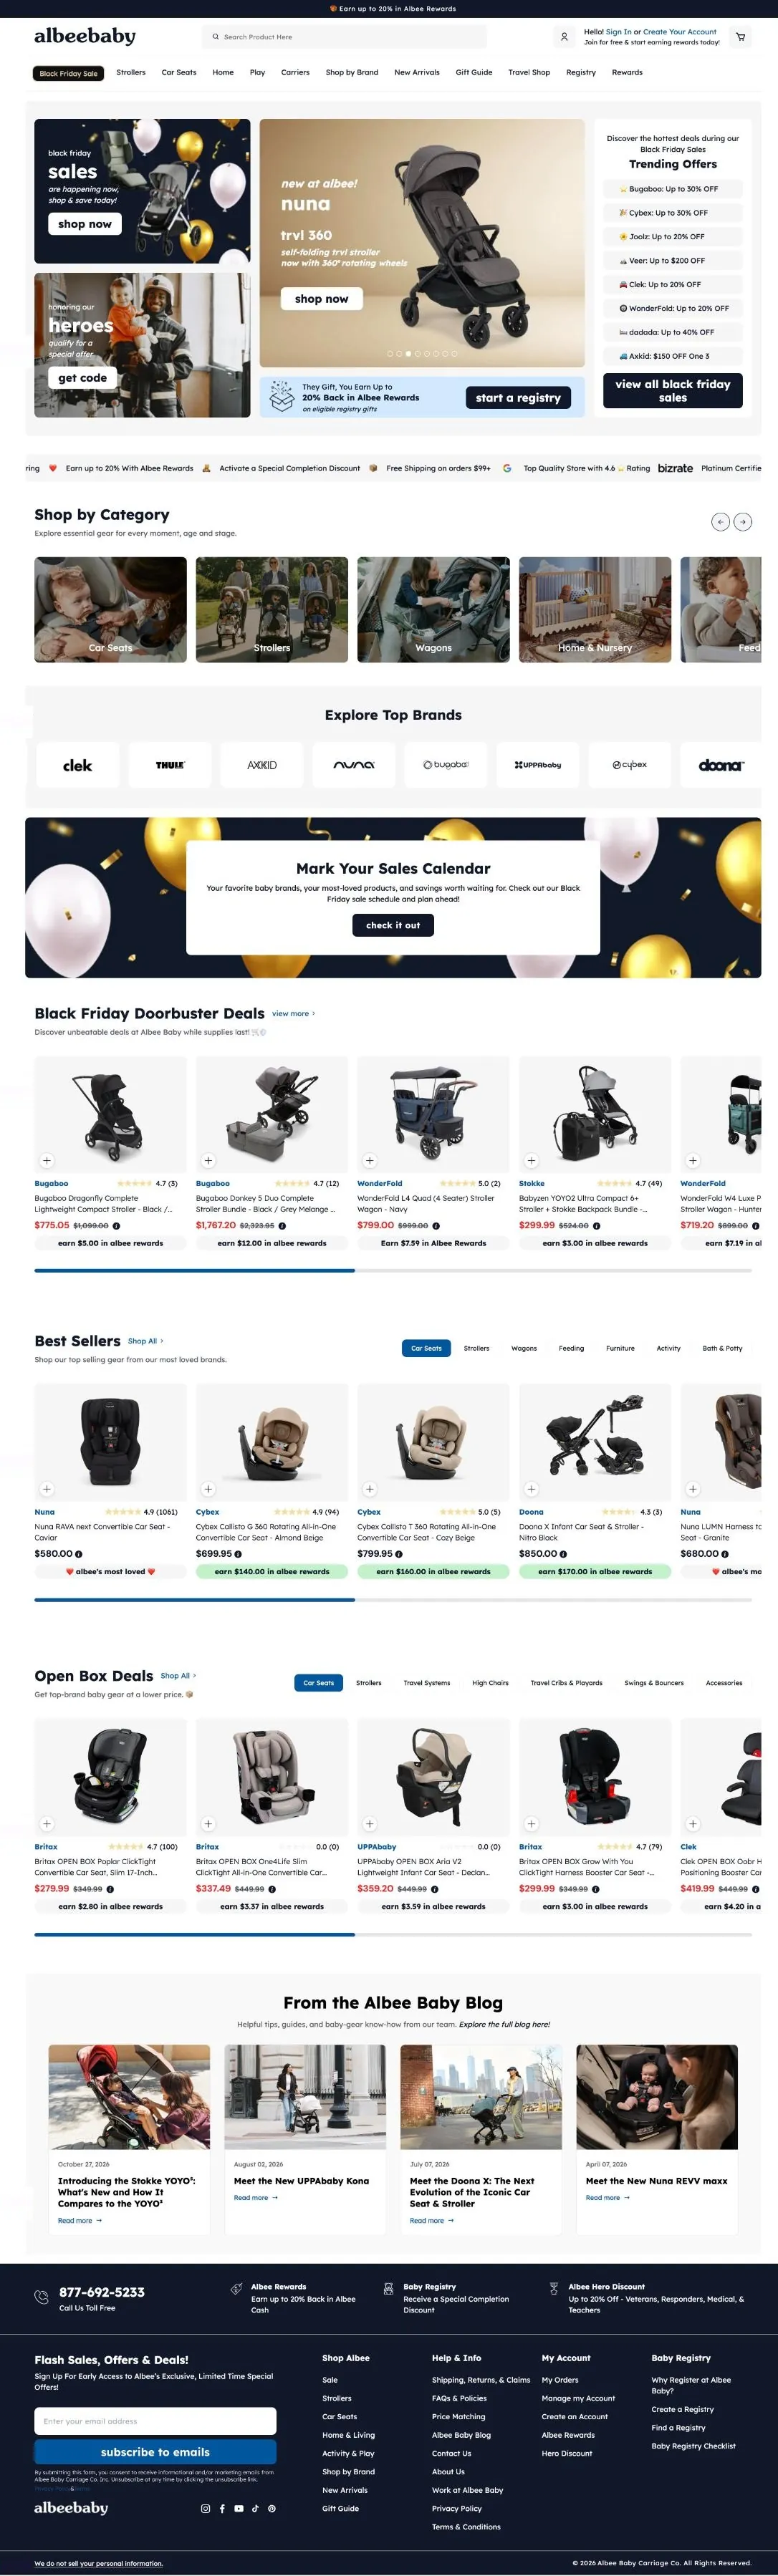 🎁 Earn up to 20% in Albee Rewards
albeebaby
Search Product Here
Hello! Sign In or Create Your Account
Join for free & start earning rewards today!
Black Friday Sale
Strollers
Car Seats
Home
Play
Carriers
Shop by Brand
New Arrivals
Gift Guide
Travel Shop
Registry
Rewards
black friday
sales
are happening now,
shop & save today!
shop now
honoring our
heroes
qualify for a
special offer.
get code
new at albee!
nuna
trvl 360
self-folding trvl stroller
now with 360° rotating wheels
shop now
They Gift, You Earn up to
20% Back in Albee Rewards
on eligible registry gifts
start a registry
Discover the hottest deals during our
Black Friday Sales
Trending Offers
Bugaboo: Up to 30% OFF
Cybex: Up to 30% OFF
Joolz: Up to 20% OFF
Veer: Up to $200 OFF
Clek: Up to 20% OFF
WonderFold: Up to 20% OFF
dadada: Up to 40% OFF
Axkid: $150 OFF One 3
view all black friday
sales
ring
Earn up to 20% With Albee Rewards
Activate a Special Completion Discount
Free Shipping on orders $99+
Top Quality Store with 4.6 ⭐ Rating
bizrate
Platinum Certifie
Shop by Category
Explore essential gear for every moment, age and stage.
Car Seats
Strollers
Wagons
Home & Nursery
Feed
Explore Top Brands
clek
THULE
AXKID
nuna
bugaboo
UPPAbaby
cybex
doona
Mark Your Sales Calendar
Your favorite baby brands, your most-loved products, and savings worth waiting for. Check out our Black
Friday sale schedule and plan ahead!
check it out
Black Friday Doorbuster Deals
view more ›
Discover unbeatable deals at Albee Baby while supplies last!
Bugaboo
4.7 (3)
Bugaboo Dragonfly Complete
Lightweight Compact Stroller - Black /...
$775.05 $1,099.00
earn $5.00 in albee rewards
Bugaboo
4.7 (12)
Bugaboo Donkey 5 Duo Complete
Stroller Bundle - Black / Grey Melange ...
$1,767.20 $2,323.95
earn $12.00 in albee rewards
WonderFold
5.0 (2)
WonderFold L4 Quad (4 Seater) Stroller
Wagon - Navy
$799.00 $999.00
Earn $7.59 in Albee Rewards
Stokke
4.7 (49)
Babyzen YOYO2 Ultra Compact 6+
Stroller + Stokke Backpack Bundle -...
$299.99 $524.00
earn $3.00 in albee rewards
WonderFold
WonderFold W4 Luxe P
Stroller Wagon - Hunter
$719.20 $899.00
earn $7.19 in al
Best Sellers
Shop All ›
Shop our top selling gear from our most loved brands.
Car Seats
Strollers
Wagons
Feeding
Furniture
Activity
Bath & Potty
Nuna
4.9 (1061)
Nuna RAVA next Convertible Car Seat -
Caviar
$580.00
❤️ albee's most loved ❤️
Cybex
4.9 (94)
Cybex Callisto G 360 Rotating All-in-One
Convertible Car Seat - Almond Beige
$699.95
earn $140.00 in albee rewards
Cybex
5.0 (5)
Cybex Callisto T 360 Rotating All-in-One
Convertible Car Seat - Cozy Beige
$799.95
earn $160.00 in albee rewards
Doona
4.3 (3)
Doona X Infant Car Seat & Stroller -
Nitro Black
$850.00
earn $170.00 in albee rewards
Nuna
Nuna LUMN Harness to
Seat - Granite
$680.00
❤️ albee's mo
Open Box Deals
Shop All ›
Get top-brand baby gear at a lower price. 📦
Car Seats
Strollers
Travel Systems
High Chairs
Travel Cribs & Playards
Swings & Bouncers
Accessories
Britax
4.7 (100)
Britax OPEN BOX Poplar ClickTight
Convertible Car Seat, Slim 17-Inch...
$279.99 $349.99
earn $2.80 in albee rewards
Britax
0.0 (0)
Britax OPEN BOX One4Life Slim
ClickTight All-in-One Convertible Car...
$337.49 $449.99
earn $3.37 in albee rewards
UPPAbaby
0.0 (0)
UPPAbaby OPEN BOX Aria V2
Lightweight Infant Car Seat - Declan...
$359.20 $449.99
earn $3.59 in albee rewards
Britax
4.7 (79)
Britax OPEN BOX Grow With You
ClickTight Harness Booster Car Seat -...
$299.99 $349.99
earn $3.00 in albee rewards
Clek
Clek OPEN BOX Oobr H
Positioning Booster Car
$419.99 $449.99
earn $4.20 in a
From the Albee Baby Blog
Helpful tips, guides, and baby-gear know-how from our team. Explore the full blog here!
October 27, 2026
Introducing the Stokke YOYO³:
What's New and How It
Compares to the YOYO²
Read more →
August 02, 2026
Meet the New UPPAbaby Kona
Read more →
July 07, 2026
Meet the Doona X: The Next
Evolution of the Iconic Car
Seat & Stroller
Read more →
April 07, 2026
Meet the New Nuna REVV maxx
Read more →
877-692-5233
Call Us Toll Free
Albee Rewards
Earn up to 20% Back in Albee
Cash
Baby Registry
Receive a Special Completion
Discount
Albee Hero Discount
Up to 20% Off - Veterans, Responders, Medical, &
Teachers
Flash Sales, Offers & Deals!
Sign Up For Early Access to Albee's Exclusive, Limited Time Special
Offers!
Enter your email address
subscribe to emails
By submitting this form, you consent to receive informational and/or marketing emails from
Albee Baby Carriage Co. Inc. Unsubscribe at any time by clicking the unsubscribe link.
albeebaby
Shop Albee
Sale
Strollers
Car Seats
Home & Living
Activity & Play
Shop by Brand
New Arrivals
Gift Guide
Help & Info
Shipping, Returns, & Claims
FAQs & Policies
Price Matching
Albee Baby Blog
Contact Us
About Us
Work at Albee Baby
Privacy Policy
Terms & Conditions
My Account
My Orders
Manage my Account
Create an Account
Albee Rewards
Hero Discount
Baby Registry
Why Register at Albee
Baby?
Create a Registry
Find a Registry
Baby Registry Checklist
We do not sell your personal information.
© 2026 Albee Baby Carriage Co. All Rights Reserved.